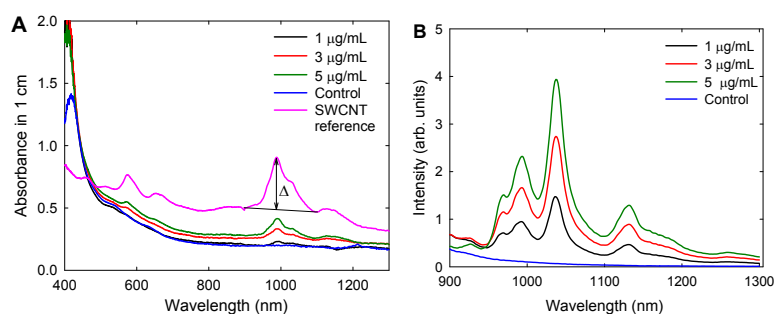 A
2.0
1.5
1.0
0.5
0.0
Absorbance in 1 cm
1 μg/mL
3 μg/mL
5 μg/mL
Control
SWCNT
reference
Δ
400 600 800 1000 1200
Wavelength (nm)
B
5
4
3
2
1
0
Intensity (arb. units)
1 μg/mL
3 μg/mL
5 μg/mL
Control
900 1000 1100 1200 1300
Wavelength (nm)